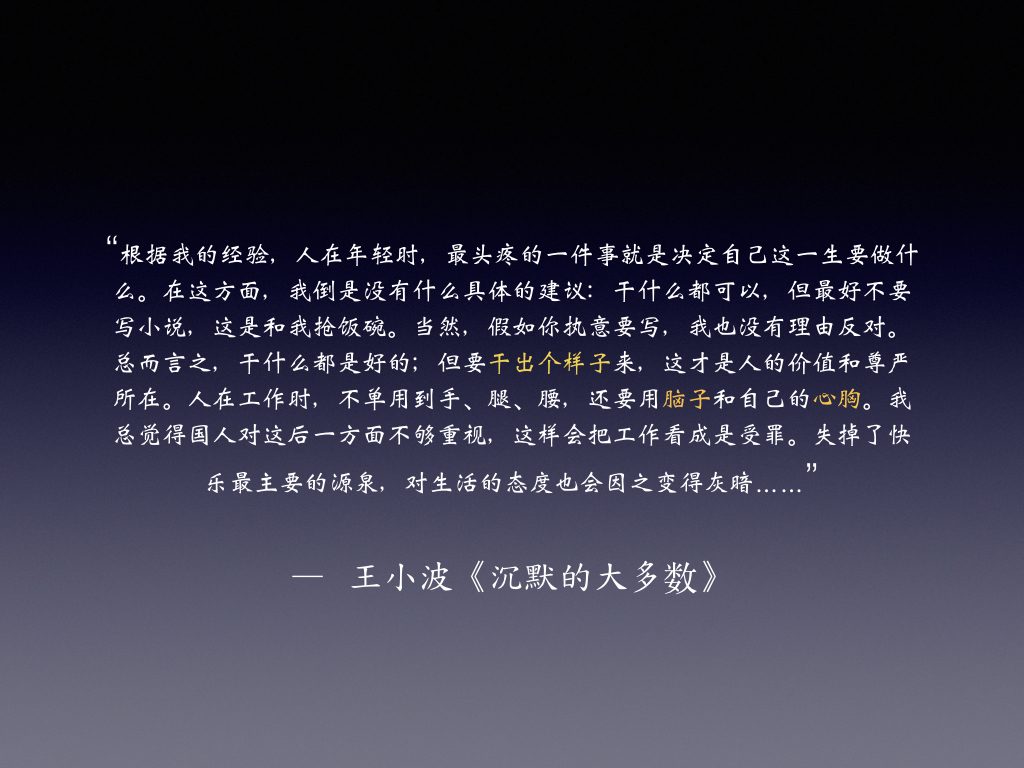 “根据我的经验，人在年轻时，最头疼的一件事就是决定自己这一生要做什
么。在这方面，我倒是没有什么具体的建议：干什么都可以，但最好不要
写小说，这是和我抢饭碗。当然，假如你执意要写，我也没有理由反对。
总而言之，干什么都是好的；但要干出个样子来，这才是人的价值和尊严
所在。人在工作时，不单用到手、腿、腰，还要用脑子和自己的心胸。我
总觉得国人对这后一方面不够重视，这样会把工作看成是受罪。失掉了快
乐最主要的源泉，对生活的态度也会因之变得灰暗……”
— 王小波《沉默的大多数》